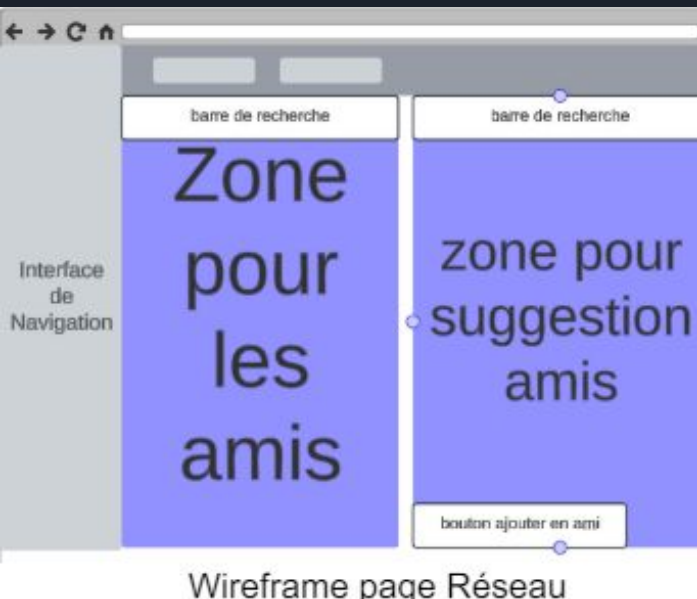 barre de recherche
barre de recherche
Zone
pour
les
amis
zone pour
suggestion
amis
Interface
de
Navigation
bouton ajouter en ami
Wireframe page Réseau